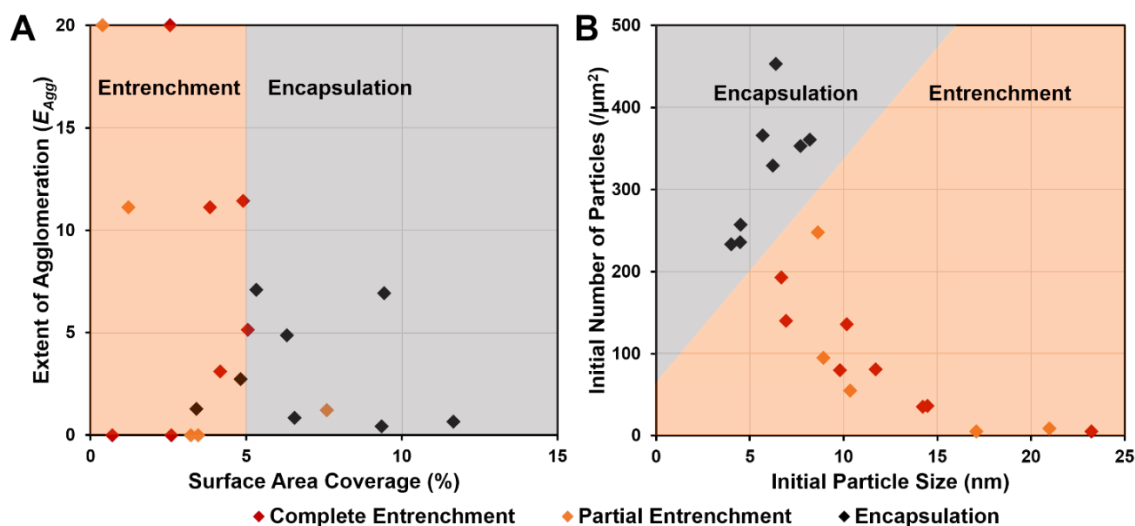 A
Extent of Agglomeration (E_Agg)
20
15
10
5
0
Entrenchment
Encapsulation
0
5
10
15
Surface Area Coverage (%)
B
Initial Number of Particles (/µm²)
500
400
300
200
100
0
Encapsulation
Entrenchment
0
5
10
15
20
25
Initial Particle Size (nm)
Complete Entrenchment
Partial Entrenchment
Encapsulation